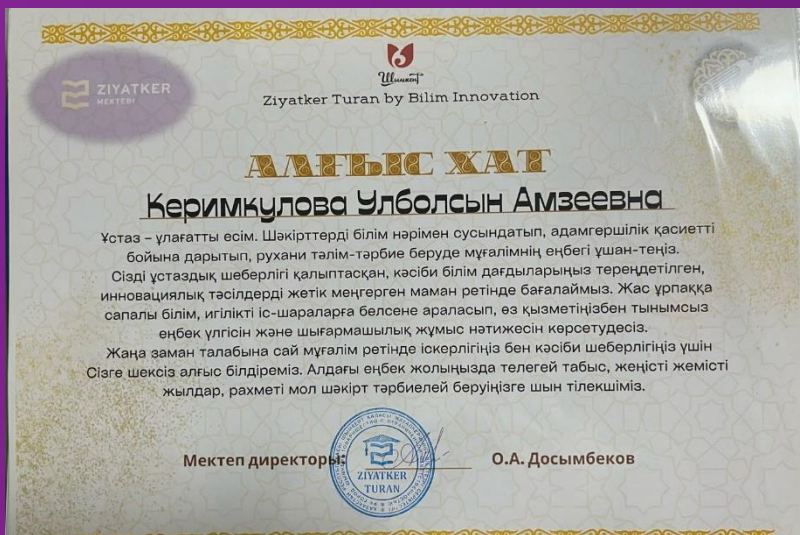 Шымкент
ZIYATKER
МЕКТЕБІ
Ziyatker Turan by Bilim Innovation
АЛҒЫС ХАТ
Керимкулова Улболсын Амзеевна
Ұстаз – ұлағатты есім. Шәкірттерді білім нәрімен сусындатып, адамгершілік қасиетті
бойына дарытып, рухани тәлім-тәрбие беруде мұғалімнің еңбегі ұшан-теңіз.
Сізді ұстаздық шеберлігі қалыптасқан, кәсіби білім дағдыларыңыз тереңдетілген,
инновациялық тәсілдерді жетік меңгерген маман ретінде бағалаймыз. Жас ұрпаққа
сапалы білім, игілікті іс-шараларға белсене араласып, өз қызметіңізбен тынымсыз
еңбек үлгісін және шығармашылық жұмыс нәтижесін көрсетудесіз.
Жаңа заман талабына сай мұғалім ретінде іскерлігіңіз бен кәсіби шеберлігіңіз үшін
Сізге шексіз алғыс білдіреміз. Алдағы еңбек жолыңызда телегей табыс, жеңісті жемісті
жылдар, рахметі мол шәкірт тәрбиелей беруіңізге шын тілекшіміз.
Мектеп директоры: О.А. Досымбеков
ZIYATKER
TURAN